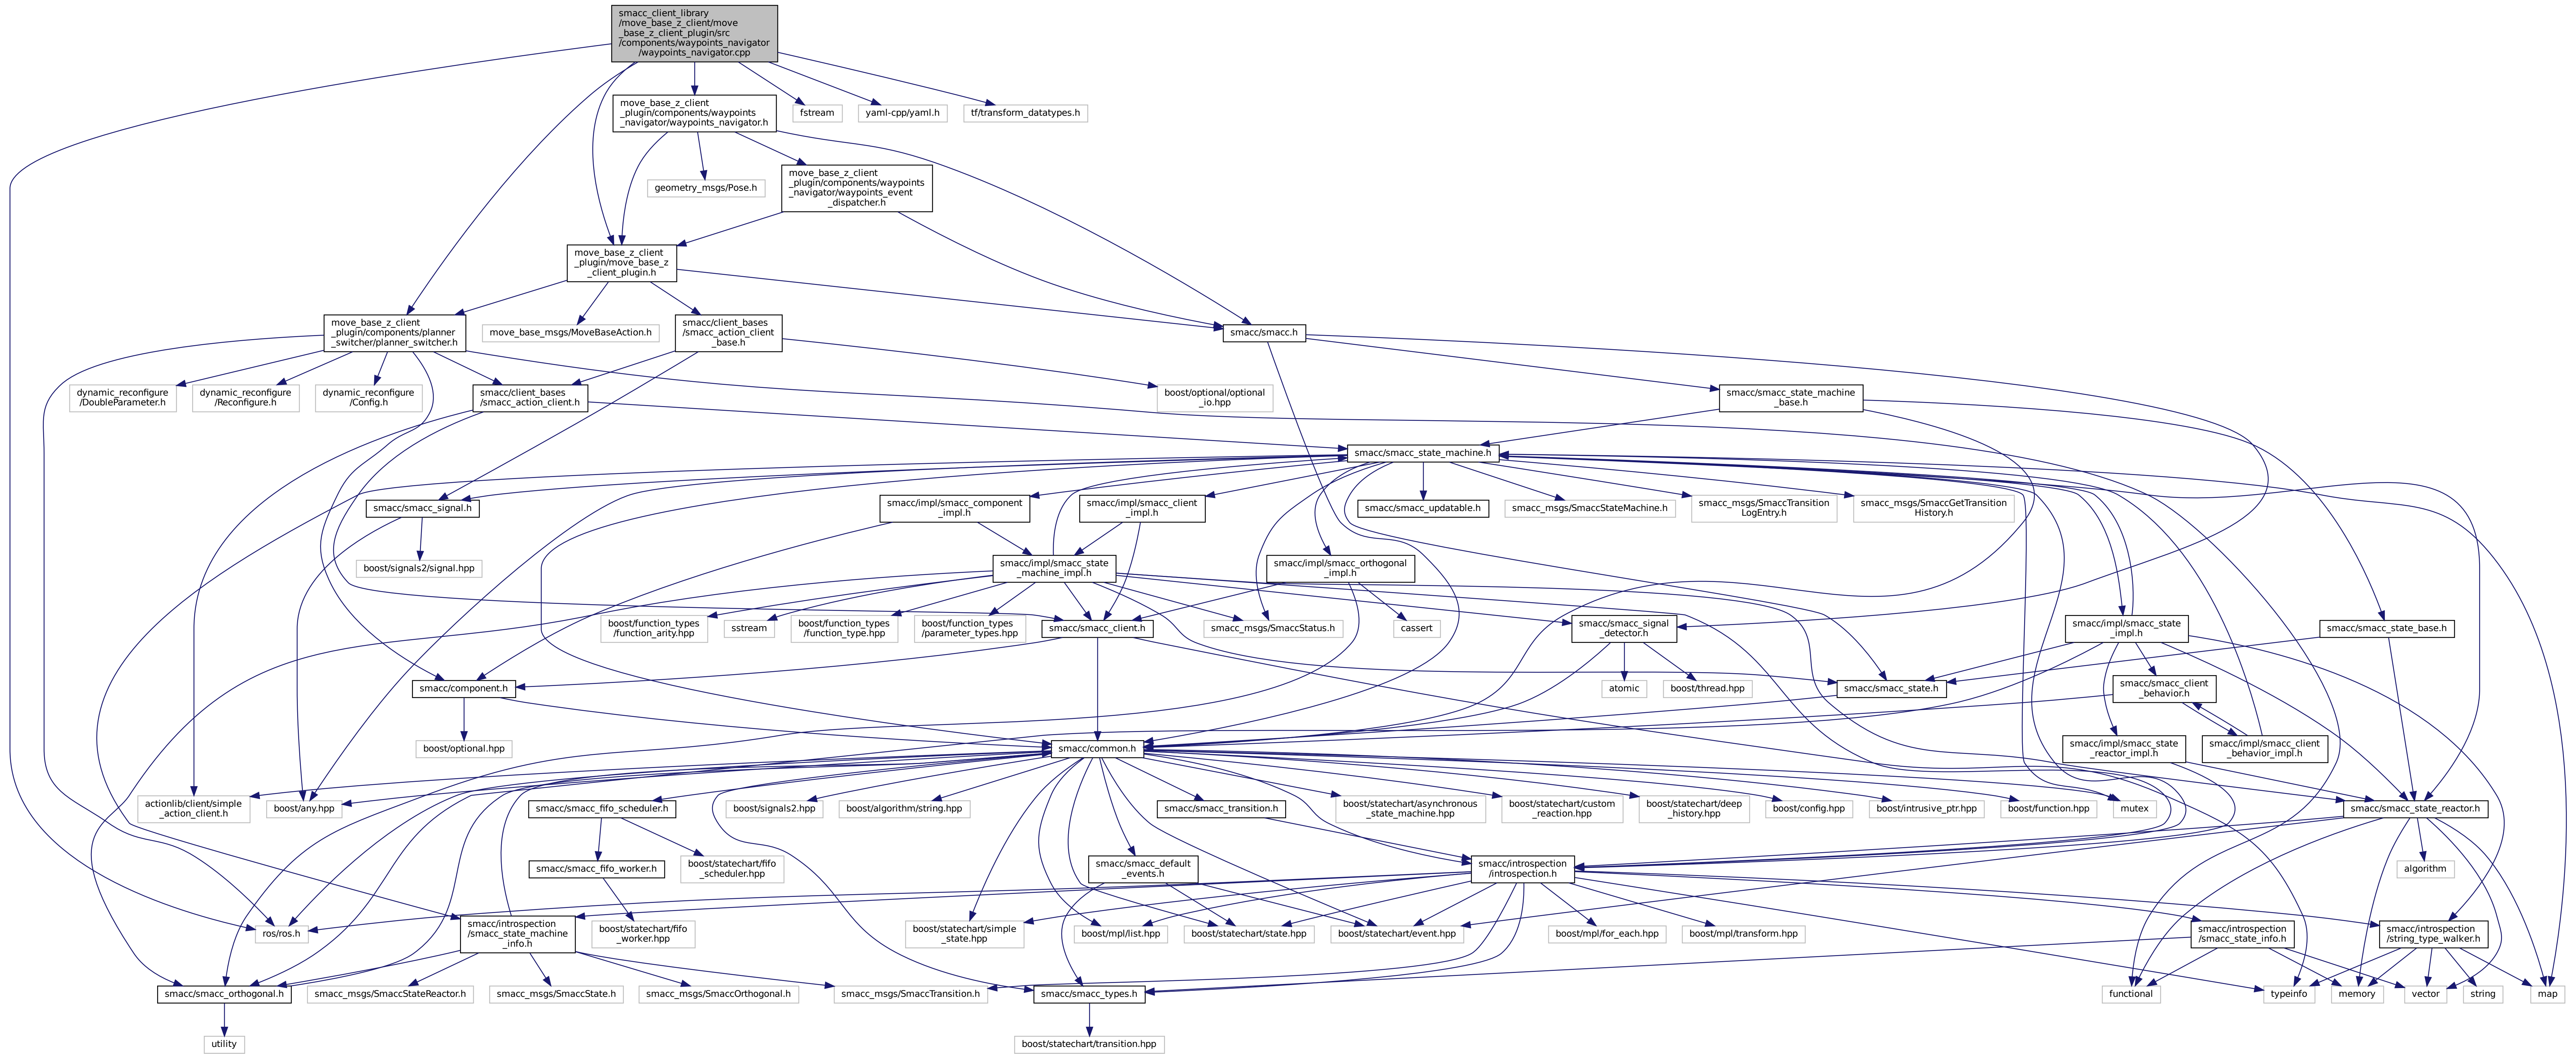 smacc_client_library
/move_base_z_client/move
_base_z_client_plugin/src
/components/waypoints_navigator
/waypoints_navigator.cpp
move_base_z_client
_plugin/components/waypoints
_navigator/waypoints_navigator.h
fstream
yaml-cpp/yaml.h
tf/transform_datatypes.h
geometry_msgs/Pose.h
move_base_z_client
_plugin/components/waypoints
_navigator/waypoints_event
_dispatcher.h
move_base_z_client
_plugin/move_base_z
_client_plugin.h
move_base_z_client
_plugin/components/planner
_switcher/planner_switcher.h
move_base_msgs/MoveBaseAction.h
smacc/client_bases
/smacc_action_client
_base.h
smacc/smacc.h
dynamic_reconfigure
/DoubleParameter.h
dynamic_reconfigure
/Reconfigure.h
dynamic_reconfigure
/Config.h
smacc/client_bases
/smacc_action_client.h
boost/optional/optional
_io.hpp
smacc/smacc_state_machine
_base.h
smacc/smacc_state_machine.h
smacc/smacc_signal.h
smacc/impl/smacc_component
_impl.h
smacc/impl/smacc_client
_impl.h
smacc/smacc_updatable.h
smacc_msgs/SmaccStateMachine.h
smacc_msgs/SmaccTransition
LogEntry.h
smacc_msgs/SmaccGetTransition
History.h
boost/signals2/signal.hpp
smacc/impl/smacc_state
_machine_impl.h
smacc/impl/smacc_orthogonal
_impl.h
boost/function_types
/function_arity.hpp
sstream
boost/function_types
/function_type.hpp
boost/function_types
/parameter_types.hpp
smacc/smacc_client.h
smacc_msgs/SmaccStatus.h
cassert
smacc/smacc_signal
_detector.h
smacc/impl/smacc_state
_impl.h
smacc/smacc_state_base.h
smacc/component.h
atomic
boost/thread.hpp
smacc/smacc_state.h
smacc/smacc_client
_behavior.h
boost/optional.hpp
smacc/common.h
smacc/impl/smacc_state
_reactor_impl.h
smacc/impl/smacc_client
_behavior_impl.h
actionlib/client/simple
_action_client.h
boost/any.hpp
smacc/smacc_fifo_scheduler.h
boost/signals2.hpp
boost/algorithm/string.hpp
smacc/smacc_transition.h
boost/statechart/asynchronous
_state_machine.hpp
boost/statechart/custom
_reaction.hpp
boost/statechart/deep
_history.hpp
boost/config.hpp
boost/intrusive_ptr.hpp
boost/function.hpp
mutex
smacc/smacc_state_reactor.h
smacc/smacc_fifo_worker.h
boost/statechart/fifo
_scheduler.hpp
smacc/smacc_default
_events.h
smacc/introspection
/introspection.h
algorithm
ros/ros.h
smacc/introspection
/smacc_state_machine
_info.h
boost/statechart/fifo
_worker.hpp
boost/statechart/simple
_state.hpp
boost/mpl/list.hpp
boost/statechart/state.hpp
boost/statechart/event.hpp
boost/mpl/for_each.hpp
boost/mpl/transform.hpp
smacc/introspection
/smacc_state_info.h
smacc/introspection
/string_type_walker.h
smacc/smacc_orthogonal.h
smacc_msgs/SmaccStateReactor.h
smacc_msgs/SmaccState.h
smacc_msgs/SmaccOrthogonal.h
smacc_msgs/SmaccTransition.h
smacc/smacc_types.h
functional
typeinfo
memory
vector
string
map
utility
boost/statechart/transition.hpp